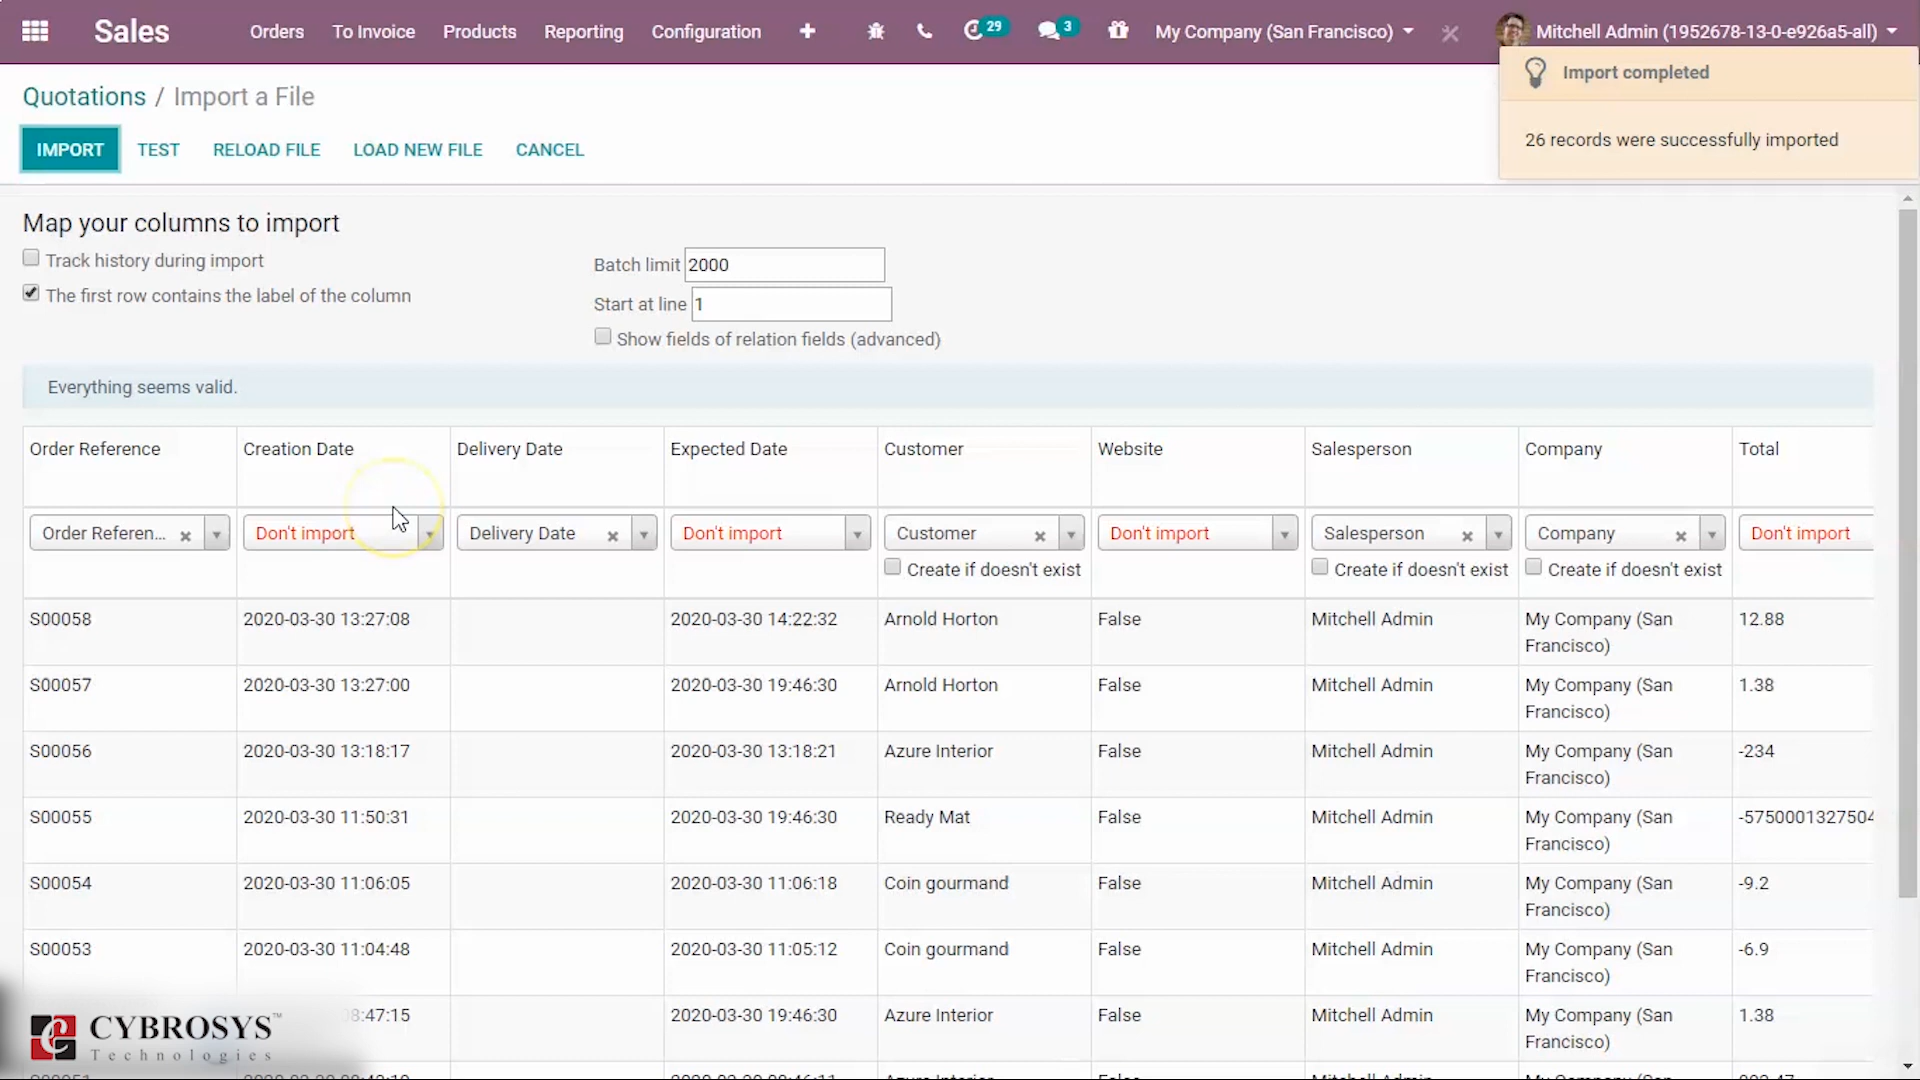 Sales Orders To Invoice Products Reporting Configuration 29 3 My Company (San Francisco) Mitchell Admin (1952678-13-0-e926a5-all)
Import completed
26 records were successfully imported
Quotations / Import a File
IMPORT TEST RELOAD FILE LOAD NEW FILE CANCEL
Map your columns to import
Track history during import
The first row contains the label of the column
Batch limit 2000
Start at line 1
Show fields of relation fields (advanced)
Everything seems valid.
Order Reference Creation Date Delivery Date Expected Date Customer Website Salesperson Company Total
Order Referen... Don't import Delivery Date Don't import Customer Don't import Salesperson Company Don't import
Create if doesn't exist Create if doesn't exist Create if doesn't exist
S00058 2020-03-30 13:27:08 2020-03-30 14:22:32 Arnold Horton False Mitchell Admin My Company (San 12.88
Francisco)
S00057 2020-03-30 13:27:00 2020-03-30 19:46:30 Arnold Horton False Mitchell Admin My Company (San 1.38
Francisco)
S00056 2020-03-30 13:18:17 2020-03-30 13:18:21 Azure Interior False Mitchell Admin My Company (San -234
Francisco)
S00055 2020-03-30 11:50:31 2020-03-30 19:46:30 Ready Mat False Mitchell Admin My Company (San -5750001327504
Francisco)
S00054 2020-03-30 11:06:05 2020-03-30 11:06:18 Coin gourmand False Mitchell Admin My Company (San -9.2
Francisco)
S00053 2020-03-30 11:04:48 2020-03-30 11:05:12 Coin gourmand False Mitchell Admin My Company (San -6.9
Francisco)
8:47:15 2020-03-30 19:46:30 Azure Interior False Mitchell Admin My Company (San 1.38
Francisco)
CYBROSYS™
Technologies